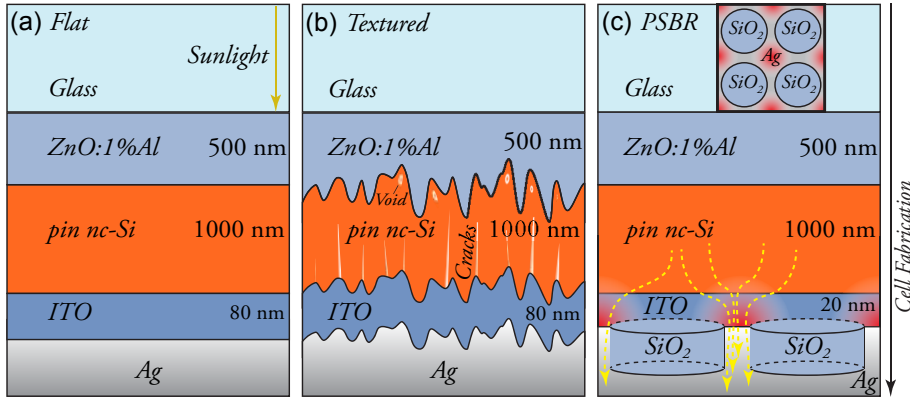 (a) Flat
Sunlight
Glass
ZnO:1%Al 500 nm
pin nc-Si 1000 nm
ITO 80 nm
Ag
(b) Textured
Glass
ZnO:1%Al 500 nm
Void
pin nc-Si 1000 nm
Cracks
ITO 80 nm
Ag
(c) PSBR
SiO2 SiO2
Ag
SiO2 SiO2
Glass
ZnO:1%Al 500 nm
pin nc-Si 1000 nm
ITO 20 nm
SiO2 SiO2
Ag
Cell Fabrication